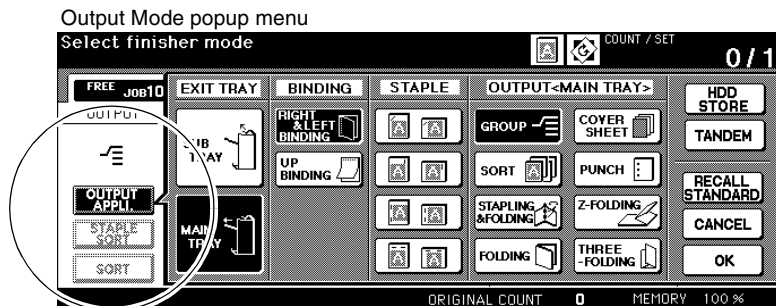 Output Mode popup menu
Select finisher mode
COUNT / SET
0/1
FREE JOB10
EXIT TRAY
BINDING
STAPLE
OUTPUT<MAIN TRAY>
HDD
STORE
OUTPUT
SUB
TRAY
RIGHT
&LEFT
BINDING
GROUP
COVER
SHEET
TANDEM
UP
BINDING
SORT
PUNCH
RECALL
STANDARD
OUTPUT
APPLI.
STAPLING
&FOLDING
Z-FOLDING
CANCEL
STAPLE
SORT
MAIN
TRAY
SORT
FOLDING
THREE
-FOLDING
OK
ORIGINAL COUNT 0 MEMORY 100 %